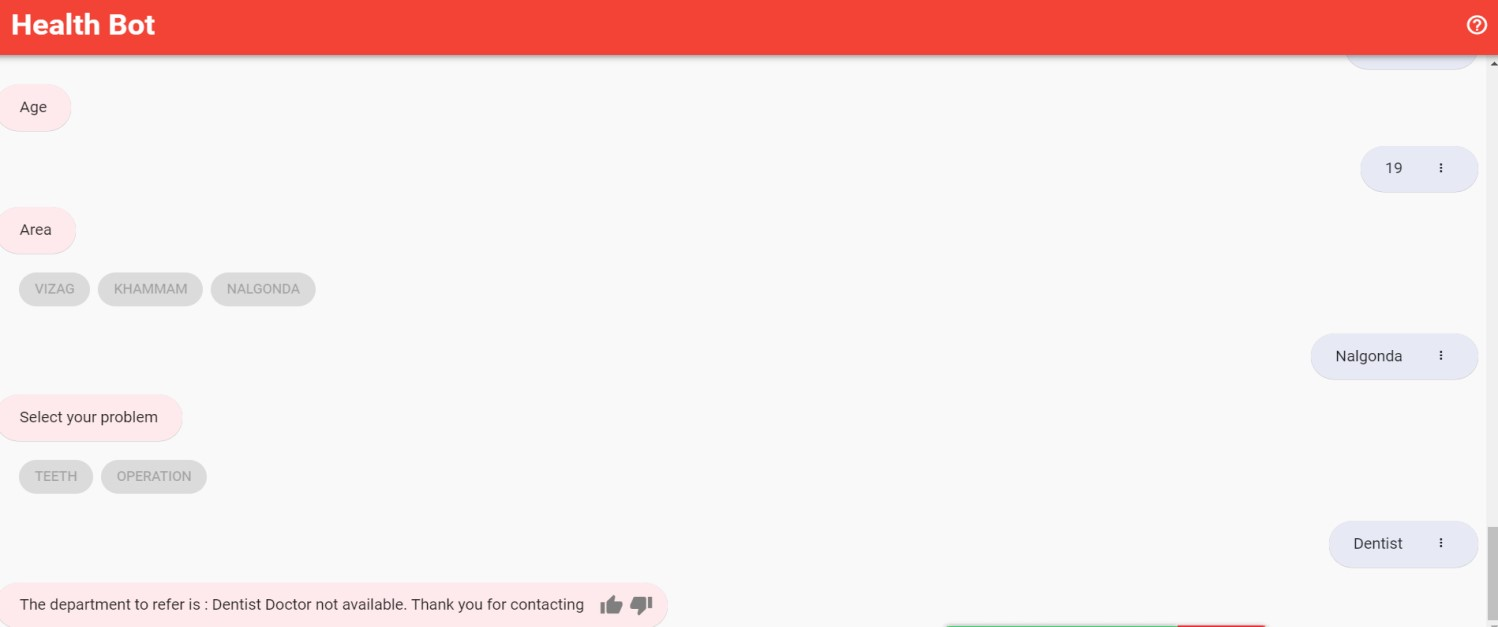 Health Bot
Age
19
Area
VIZAG KHAMMAM NALGONDA
Nalgonda
Select your problem
TEETH OPERATION
Dentist
The department to refer is : Dentist Doctor not available. Thank you for contacting